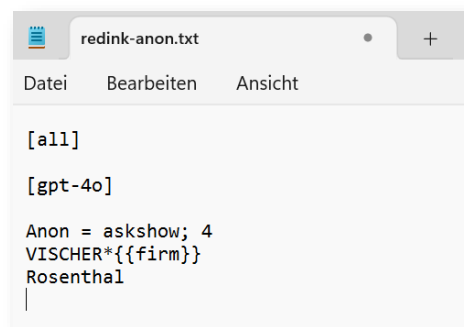 redink-anon.txt
Datei Bearbeiten Ansicht
[all]
[gpt-4o]
Anon = askshow; 4
VISCHER*{{firm}}
Rosenthal